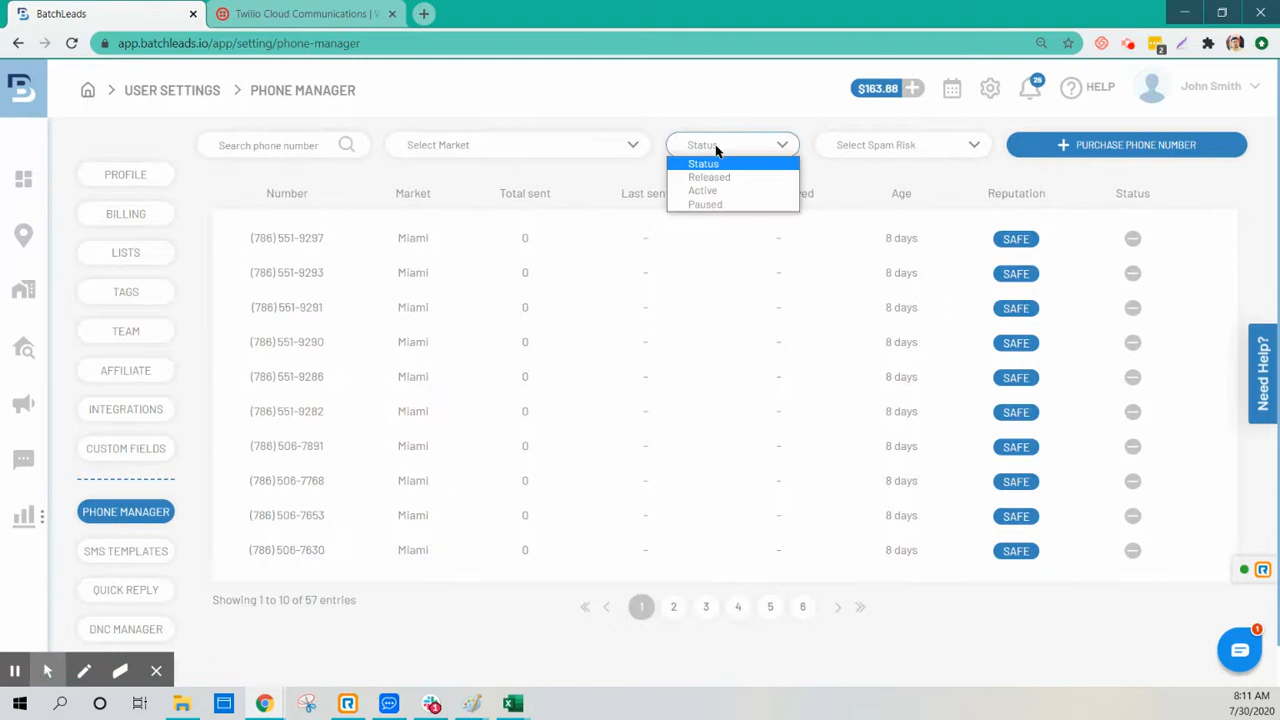 BatchLeads
Twilio Cloud Communications |
app.batchleads.io/app/setting/phone-manager
2
B
USER SETTINGS
PHONE MANAGER
$163.88
26
HELP
John Smith
Search phone number
Select Market
Status
Select Spam Risk
PURCHASE PHONE NUMBER
Status
Released
Active
Paused
PROFILE
BILLING
LISTS
TAGS
TEAM
AFFILIATE
INTEGRATIONS
CUSTOM FIELDS
PHONE MANAGER
SMS TEMPLATES
QUICK REPLY
DNC MANAGER
Number Market Total sent Last sen Age Reputation Status
(786) 551-9297 Miami 0 - - 8 days SAFE
(786) 551-9293 Miami 0 - - 8 days SAFE
(786) 551-9291 Miami 0 - - 8 days SAFE
(786) 551-9290 Miami 0 - - 8 days SAFE
(786) 551-9286 Miami 0 - - 8 days SAFE
(786) 551-9282 Miami 0 - - 8 days SAFE
(786) 506-7891 Miami 0 - - 8 days SAFE
(786) 506-7768 Miami 0 - - 8 days SAFE
(786) 506-7653 Miami 0 - - 8 days SAFE
(786) 506-7630 Miami 0 - - 8 days SAFE
Showing 1 to 10 of 57 entries
« ‹ 1 2 3 4 5 6 › »
Need Help?
1
8:11 AM
7/30/2020